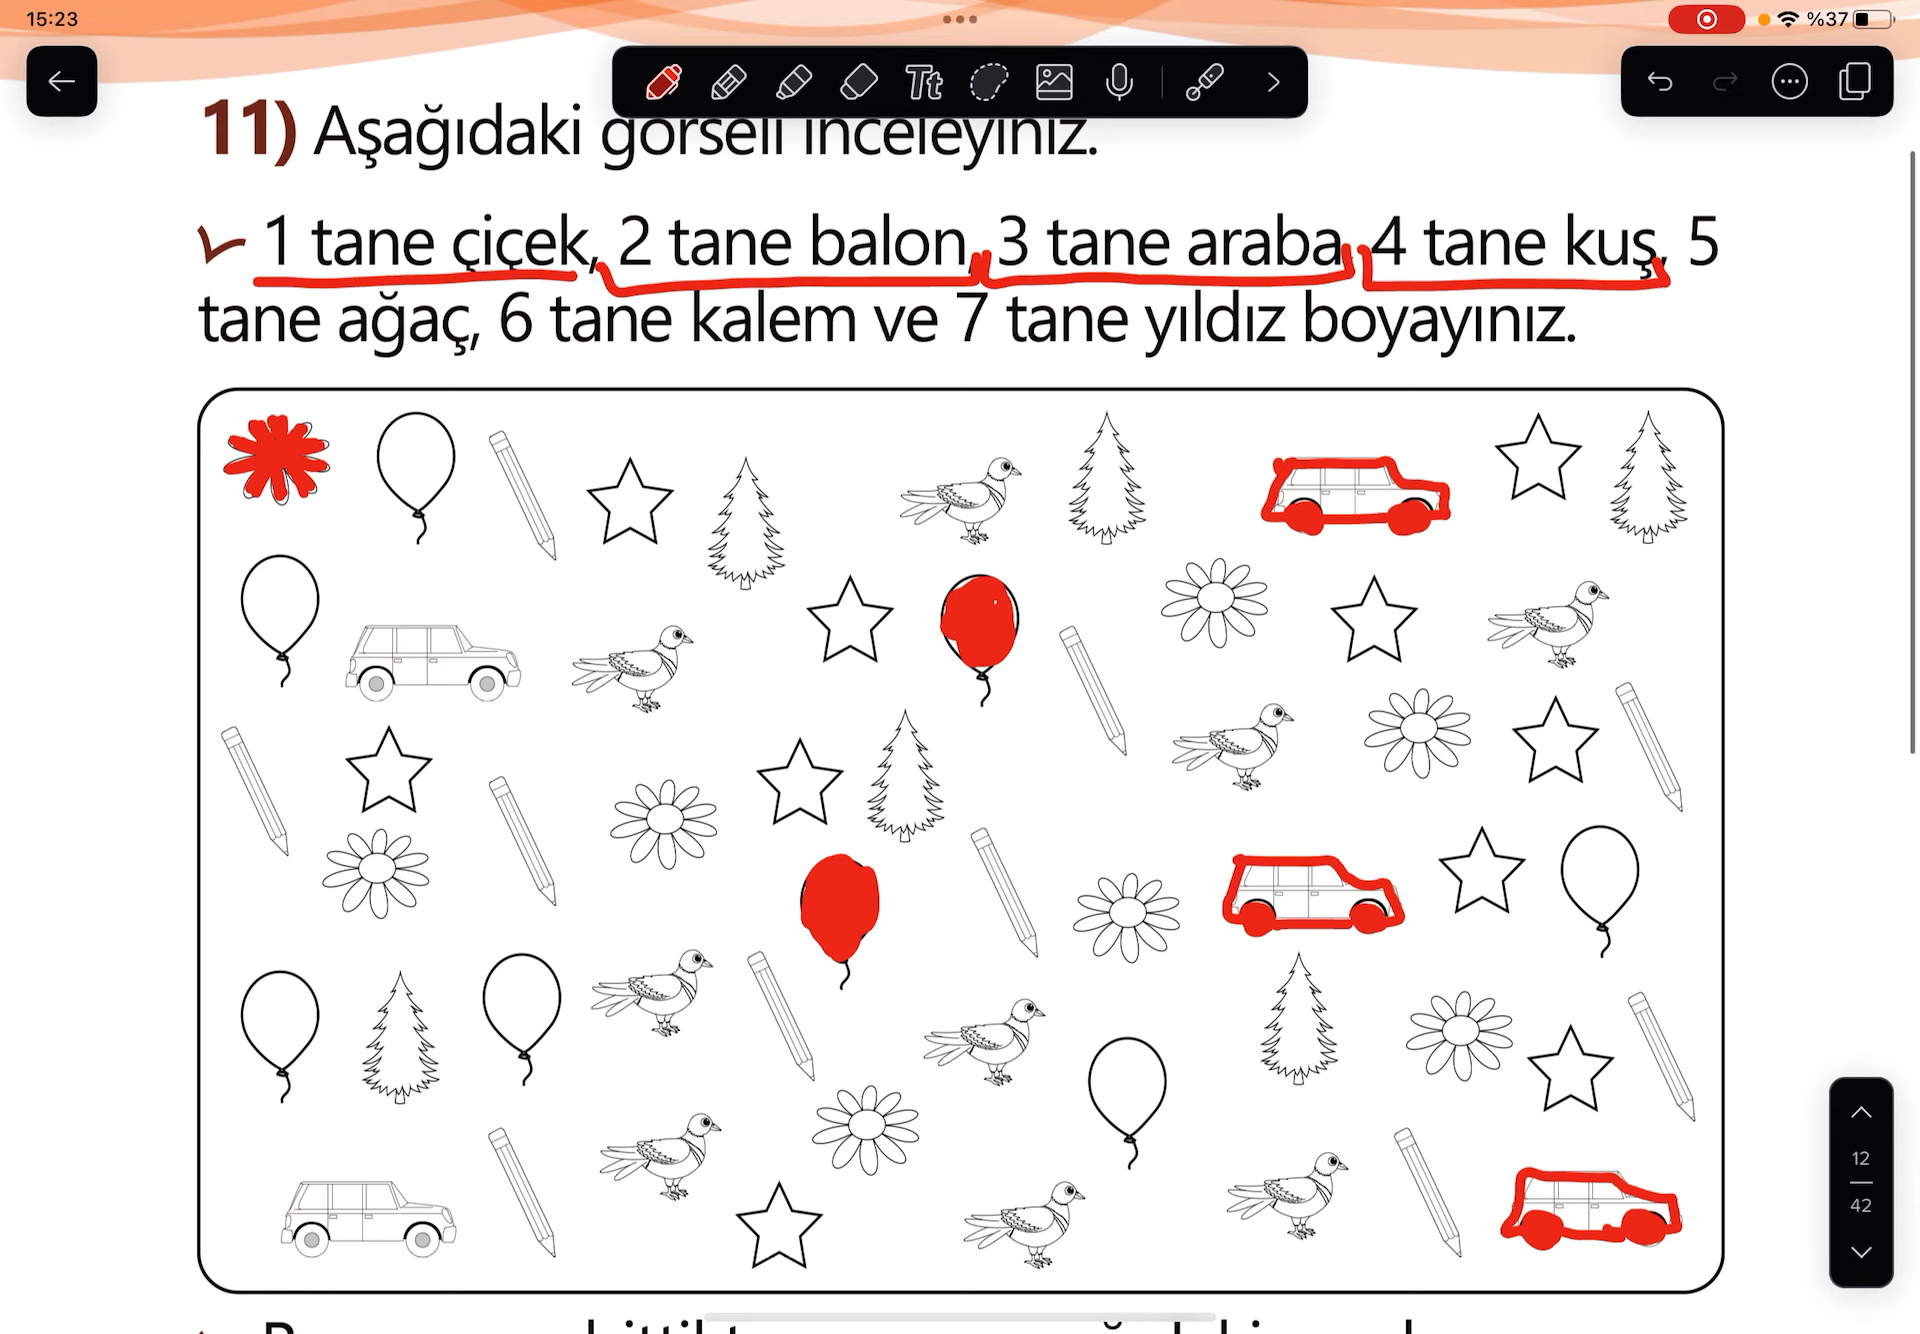 15:23
%37
Tt
11) Aşağıdaki görseli inceleyiniz.
1 tane çiçek, 2 tane balon, 3 tane araba, 4 tane kuş, 5
tane ağaç, 6 tane kalem ve 7 tane yıldız boyayınız.
12
42